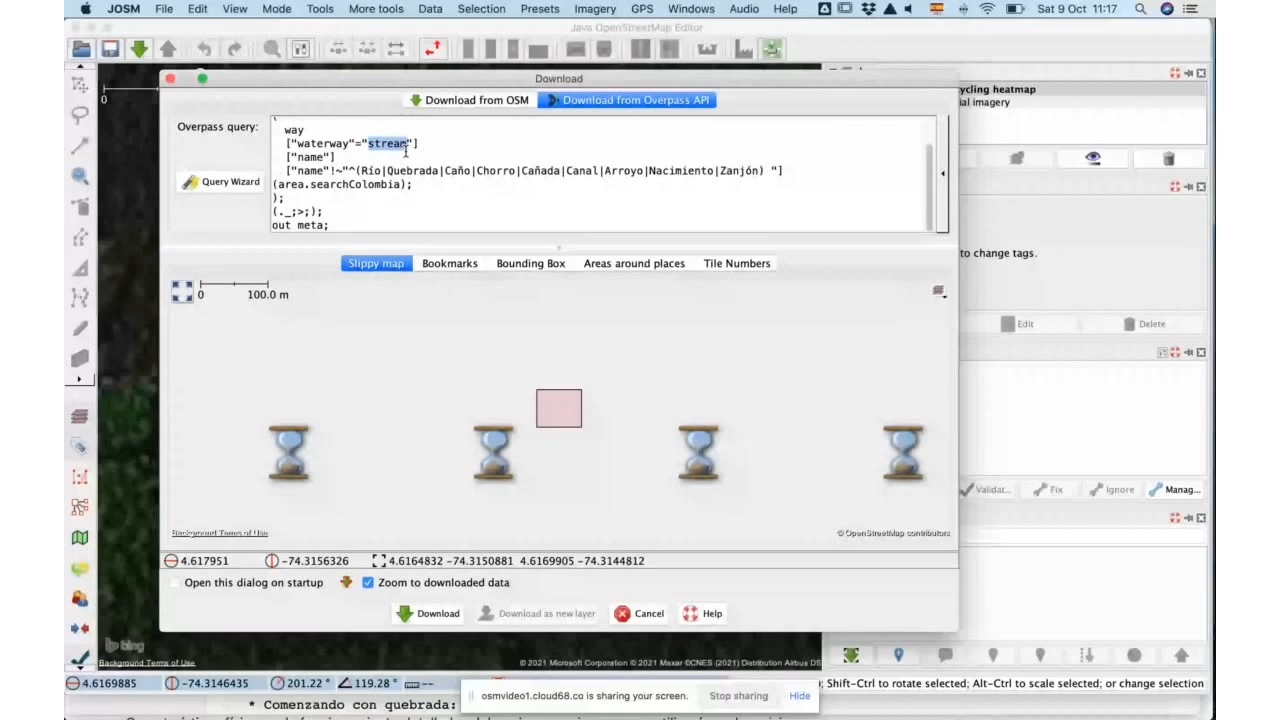 JOSM File Edit View Mode Tools More tools Data Selection Presets Imagery GPS Windows Audio Help Sat 9 Oct 11:17
Java OpenStreetMap Editor
Download
0
Download from OSM Download from Overpass API
ycling heatmap
ial imagery
Overpass query:
way
["waterway"="stream"]
["name"]
["name"!~"^(Río|Quebrada|Caño|Chorro|Cañada|Canal|Arroyo|Nacimiento|Zanjón) "]
(area.searchColombia);
);
(._;>;);
out meta;
Query Wizard
to change tags.
Slippy map Bookmarks Bounding Box Areas around places Tile Numbers
0 100.0 m
Edit Delete
Validat... Fix Ignore Manag...
Background Terms of Use © OpenStreetMap contributors
4.617951 -74.3156326 4.6164832 -74.3150881 4.6169905 -74.3144812
Open this dialog on startup Zoom to downloaded data
Download Download as new layer Cancel Help
bing
Background Terms of Use © 2021 Microsoft Corporation © 2021 Maxar ©CNES (2021) Distribution Airbus DS
4.6169885 -74.3146435 201.22 ° 119.28 ° -- ; Shift-Ctrl to rotate selected; Alt-Ctrl to scale selected; or change selection
osmvideo1.cloud68.co is sharing your screen. Stop sharing Hide
* Comenzando con quebrada: